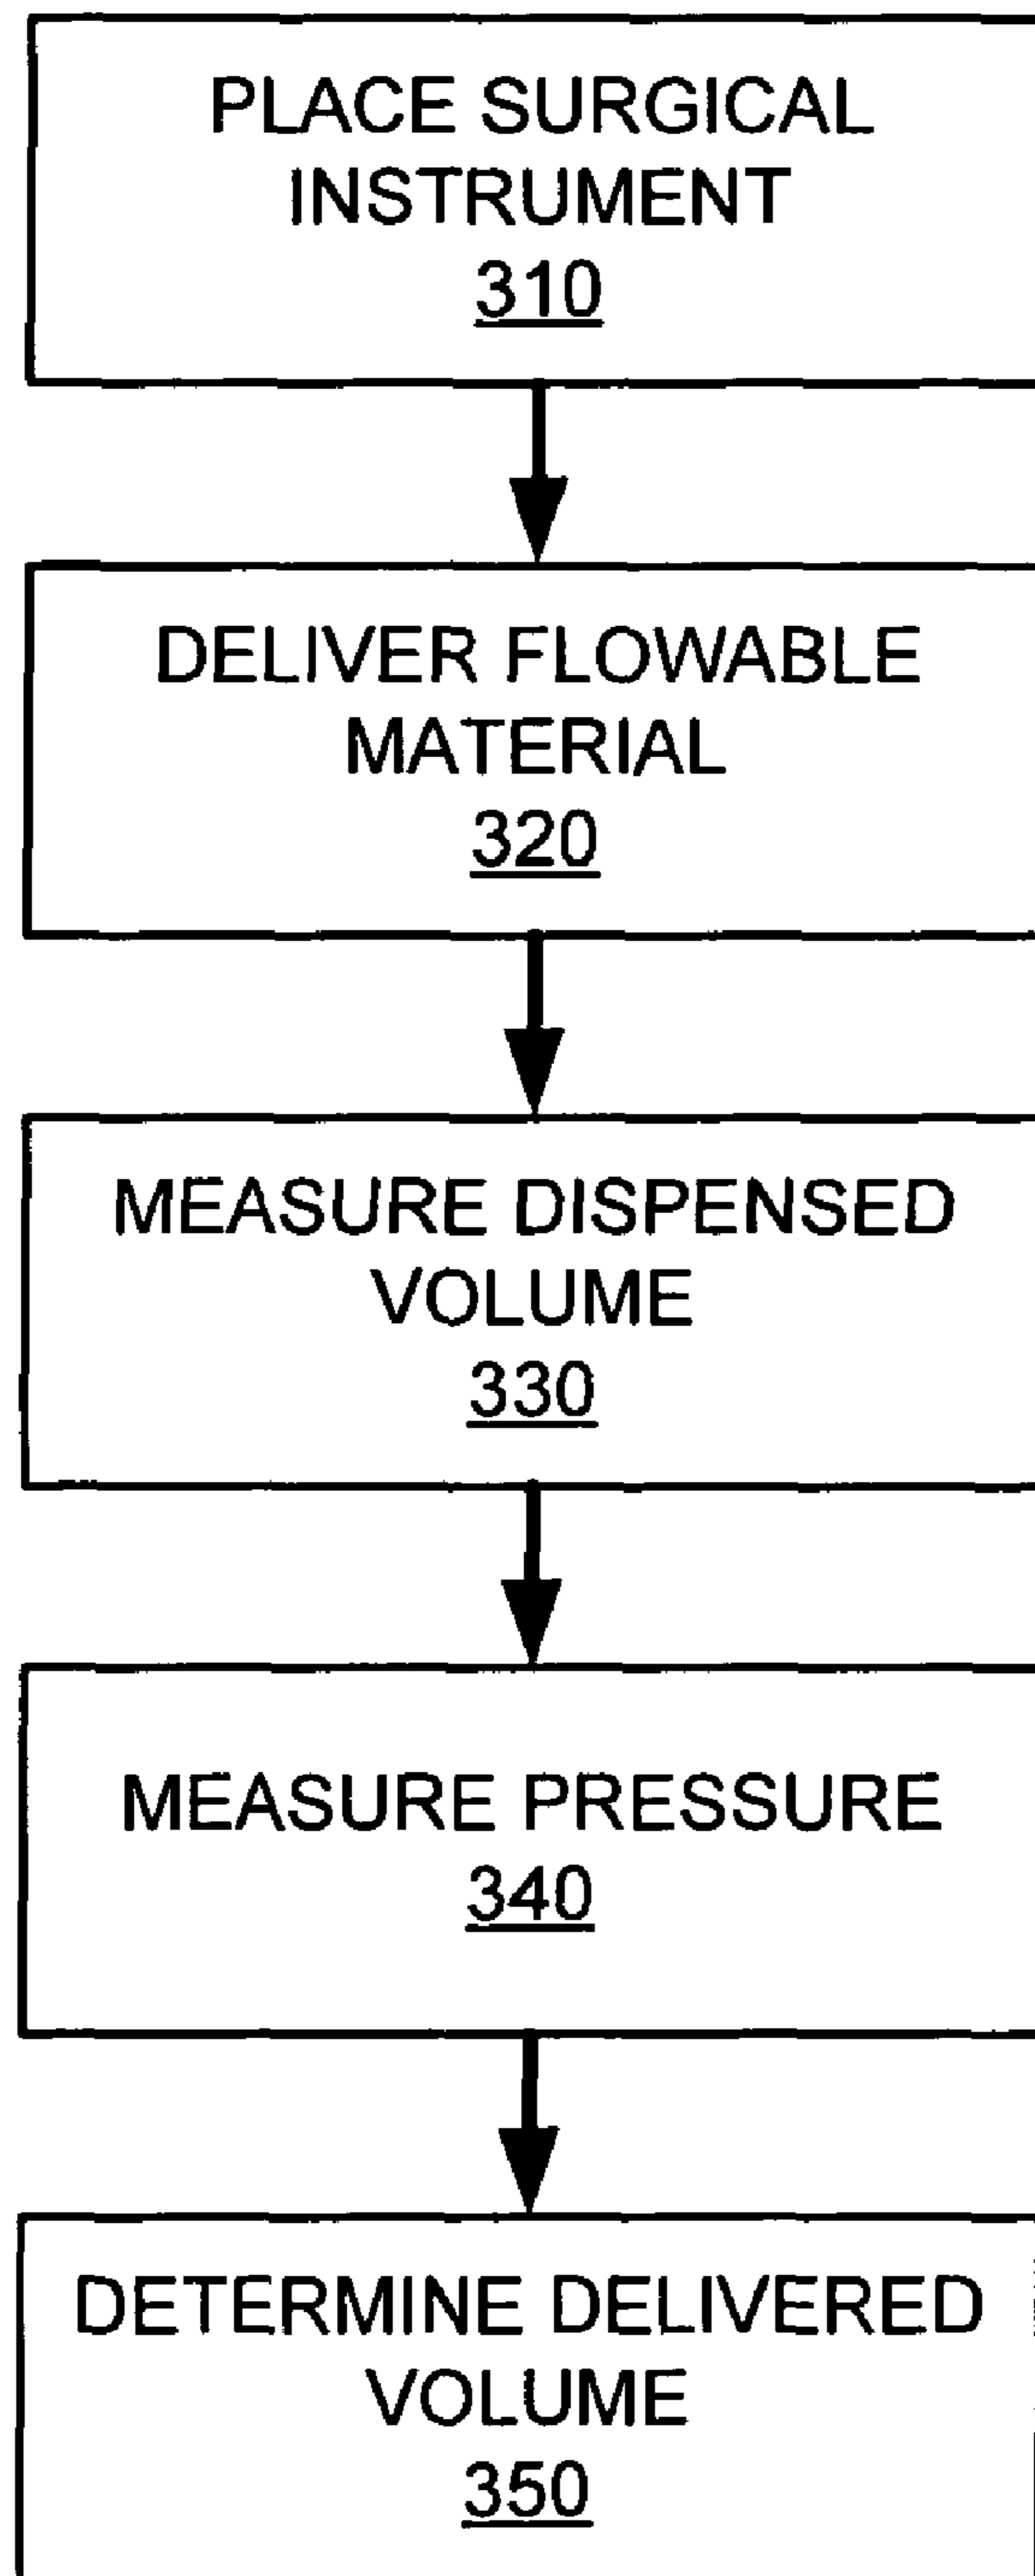 PLACE SURGICAL
INSTRUMENT
310
DELIVER FLOWABLE
MATERIAL
320
MEASURE DISPENSED
VOLUME
330
MEASURE PRESSURE
340
DETERMINE DELIVERED
VOLUME
350